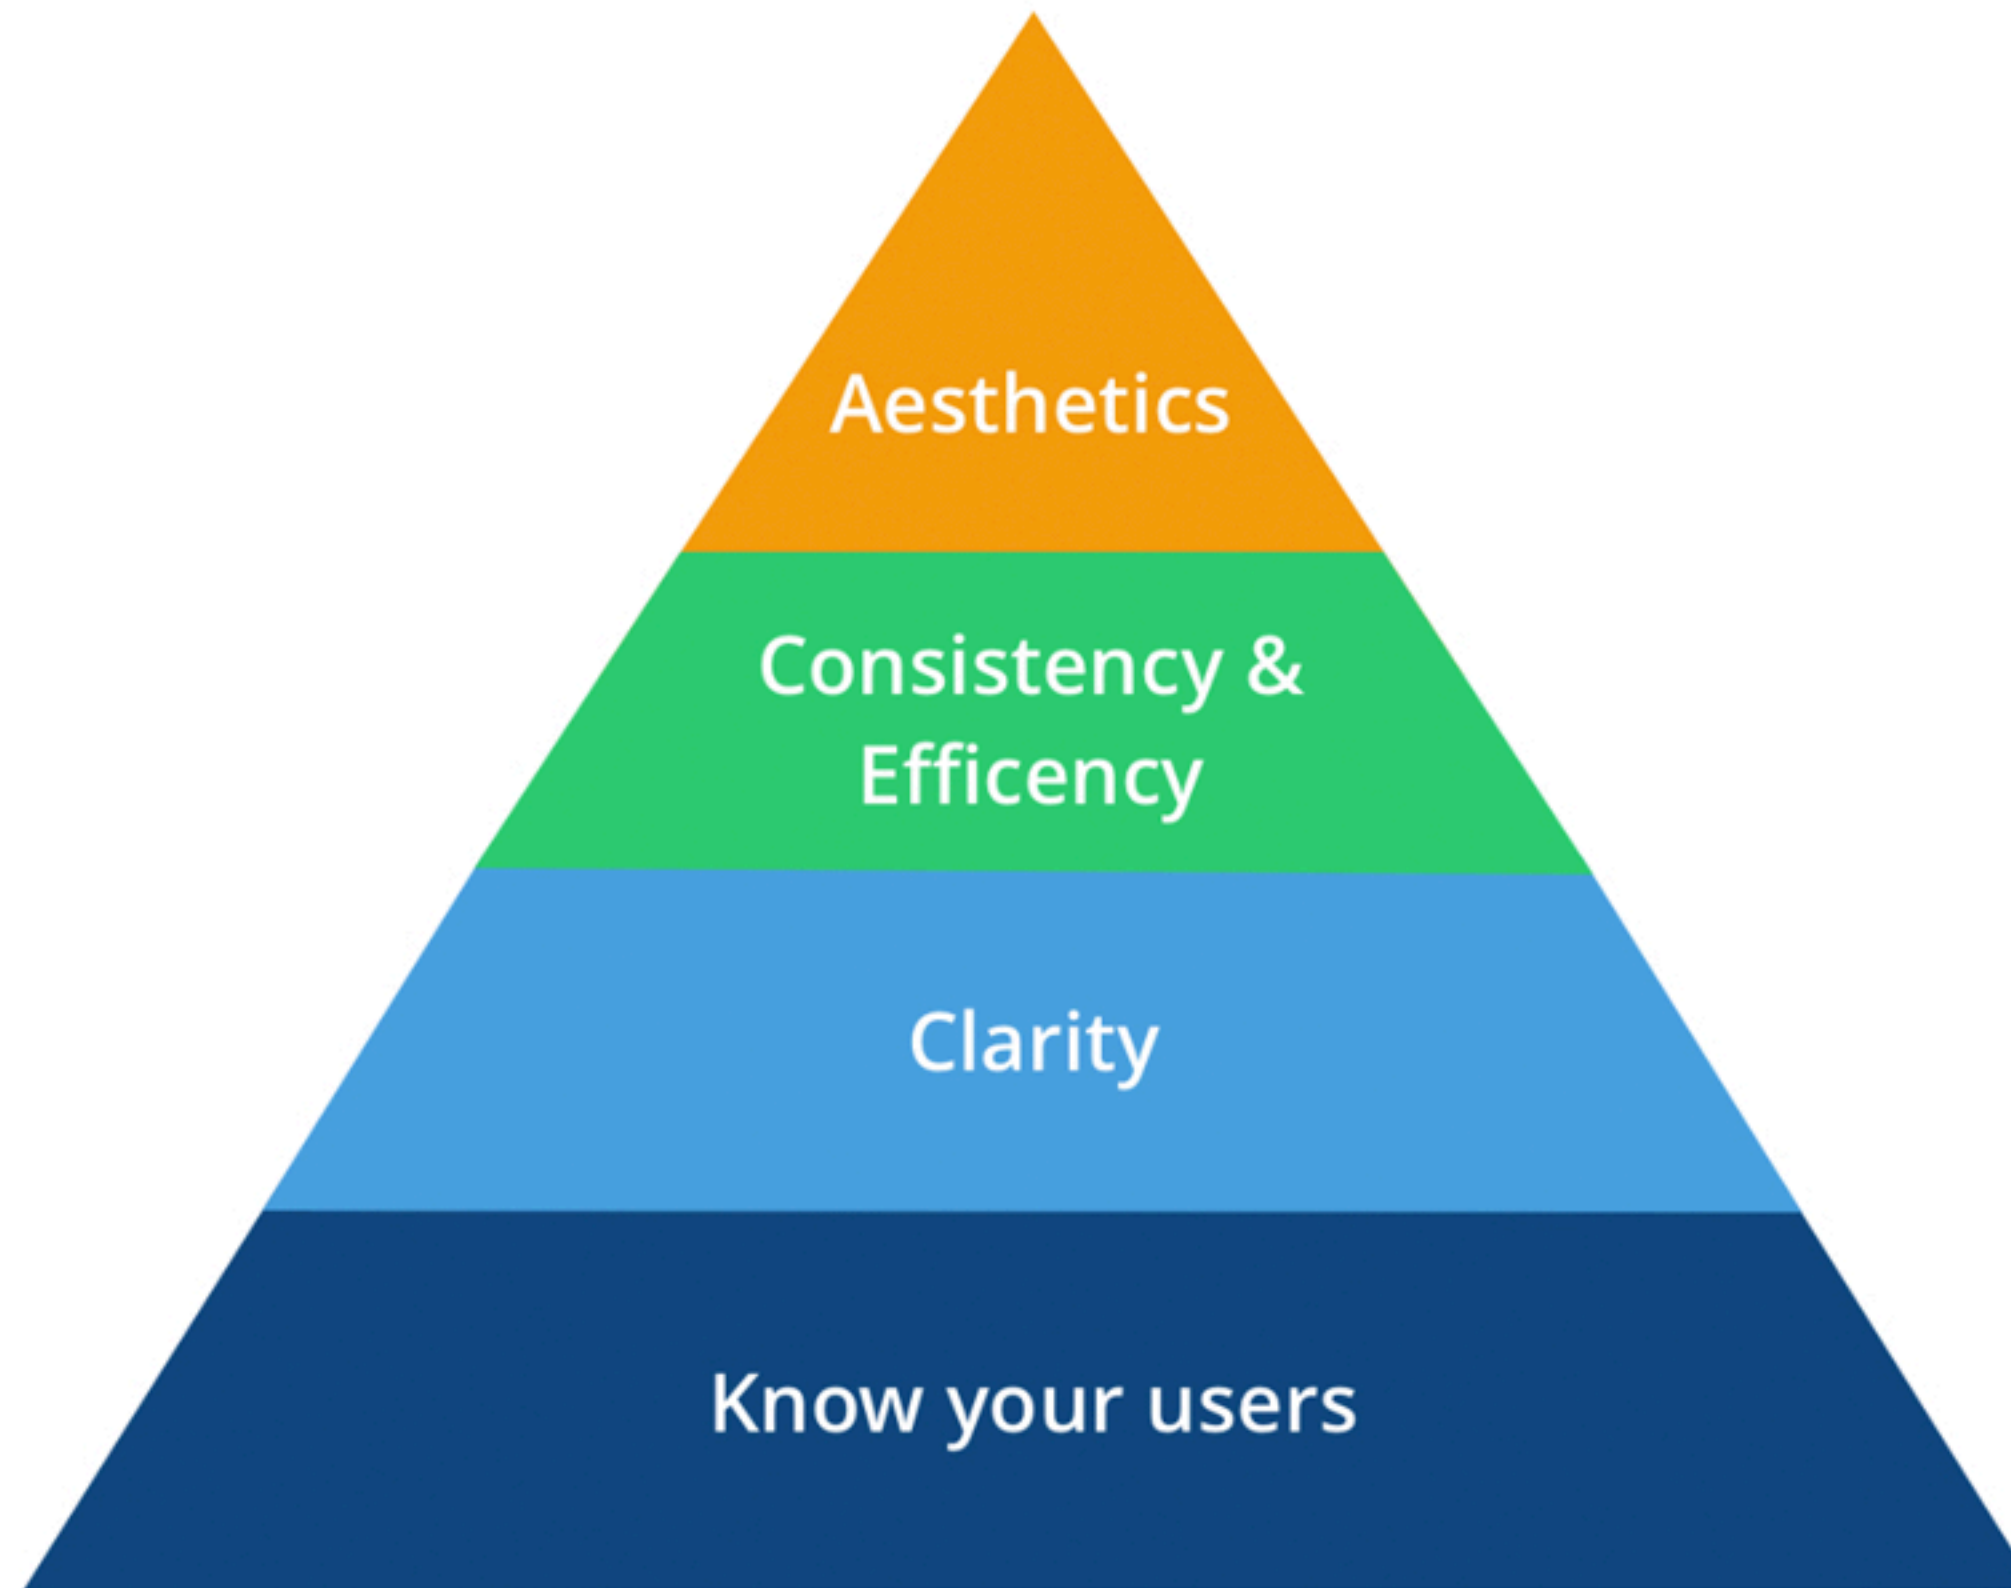 Aesthetics
Consistency &
Efficency
Clarity
Know your users